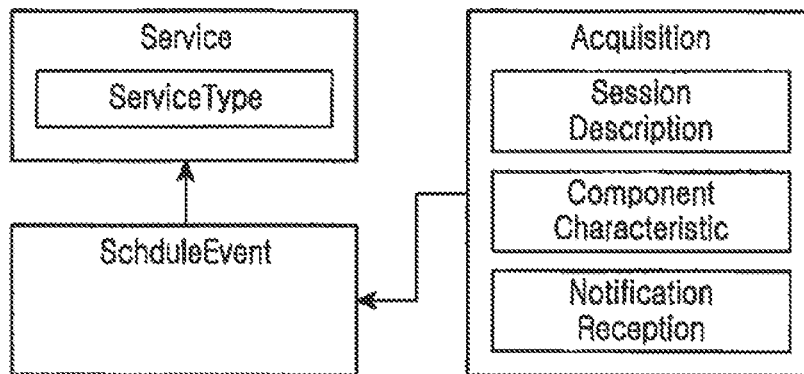 Service
ServiceType
SchduleEvent
Acquisition
Session
Description
Component
Characteristic
Notification
Reception